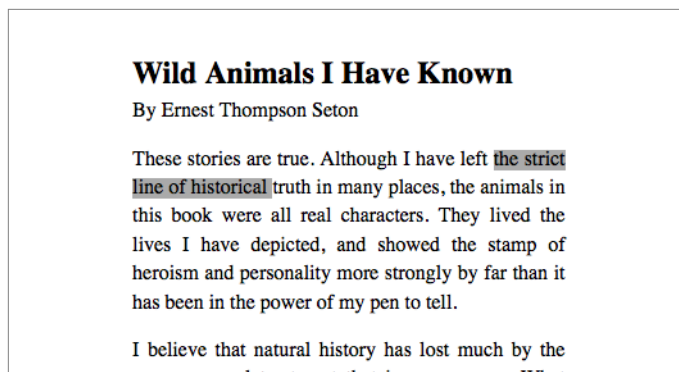 Wild Animals I Have Known
By Ernest Thompson Seton
These stories are true. Although I have left the strict
line of historical truth in many places, the animals in
this book were all real characters. They lived the
lives I have depicted, and showed the stamp of
heroism and personality more strongly by far than it
has been in the power of my pen to tell.
I believe that natural history has lost much by the